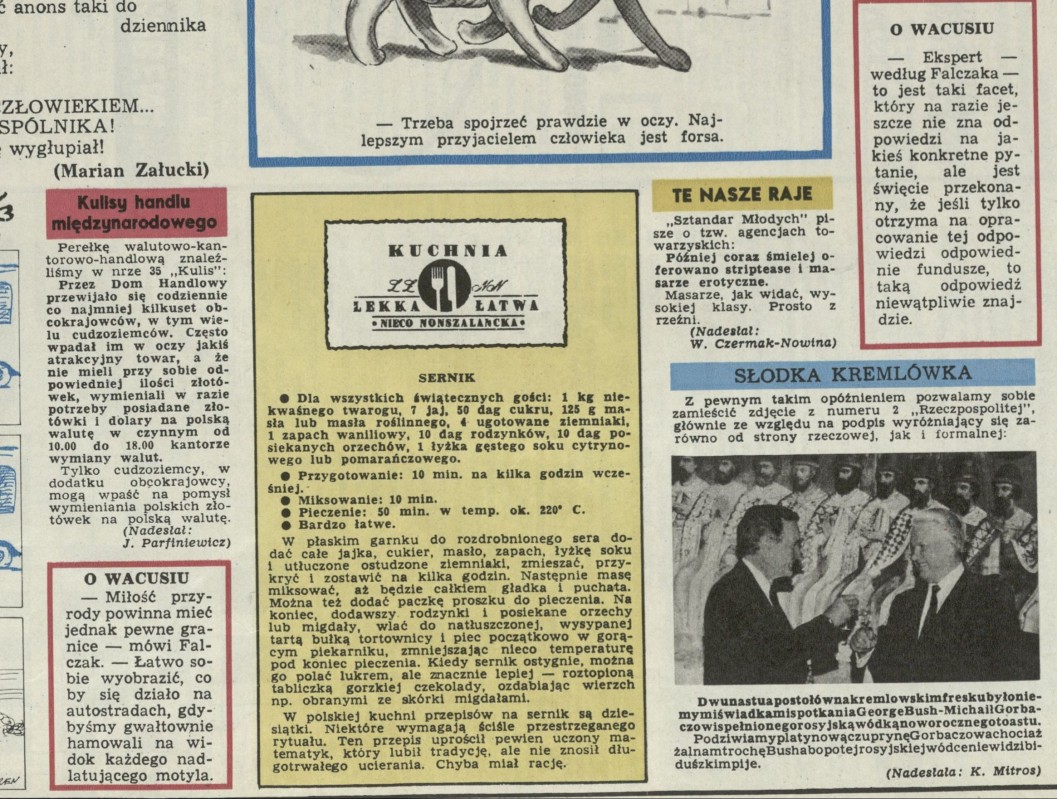 ć anons taki do
dziennika
y,
ł:
CZŁOWIEKIEM...
SPÓLNIKA!
ę wygłupiał!
(Marian Załucki)
Kulisy handlu
międzynarodowego
Perełkę walutowo-kan-
torowo-handlową znaleź-
liśmy w nrze 35 „Kulis”:
Przez Dom Handlowy
przewijało się codziennie
co najmniej kilkuset ob-
cokrajowców, w tym wie-
lu cudzoziemców. Często
wpadał im w oczy jakiś
atrakcyjny towar, a że
nie mieli przy sobie od-
powiedniej ilości złotó-
wek, wymieniali w razie
potrzeby posiadane zło-
tówki i dolary na polską
walutę w czynnym od
10.00 do 18.00 kantorze
wymiany walut.
Tylko cudzoziemcy, w
dodatku obcokrajowcy,
mogą wpaść na pomysł
wymieniania polskich zło-
tówek na polską walutę.
(Nadesłał:
J. Parfiniewicz)
O WACUSIU
— Miłość przy-
rody powinna mieć
jednak pewne gra-
nice — mówi Fal-
czak. — Łatwo so-
bie wyobrazić, co
by się działo na
autostradach, gdy-
byśmy gwałtownie
hamowali na wi-
dok każdego nad-
latującego motyla.
— Trzeba spojrzeć prawdzie w oczy. Naj-
lepszym przyjacielem człowieka jest forsa.
KUCHNIA
LEKKA ŁATWA
• NIECO NONSZALANCKA •
SERNIK
● Dla wszystkich świątecznych gości: 1 kg nie-
kwaśnego twarogu, 7 jaj, 50 dag cukru, 125 g ma-
sła lub masła roślinnego, 4 ugotowane ziemniaki,
1 zapach waniliowy, 10 dag rodzynków, 10 dag po-
siekanych orzechów, 1 łyżka gęstego soku cytryno-
wego lub pomarańczowego.
● Przygotowanie: 10 min. na kilka godzin wcze-
śniej.
● Miksowanie: 10 min.
● Pieczenie: 50 min. w temp. ok. 220° C.
● Bardzo łatwe.
W płaskim garnku do rozdrobnionego sera do-
dać całe jajka, cukier, masło, zapach, łyżkę soku
i utłuczone ostudzone ziemniaki, zmieszać, przy-
kryć i zostawić na kilka godzin. Następnie masę
miksować, aż będzie całkiem gładka i puchata.
Można też dodać paczkę proszku do pieczenia. Na
koniec, dodawszy rodzynki i posiekane orzechy
lub migdały, wlać do natłuszczonej, wysypanej
tartą bułką tortownicy i piec początkowo w gorą-
cym piekarniku, zmniejszając nieco temperaturę
pod koniec pieczenia. Kiedy sernik ostygnie, można
go polać lukrem, ale znacznie lepiej — roztopioną
tabliczką gorzkiej czekolady, ozdabiając wierzch
np. obranymi ze skórki migdałami.
W polskiej kuchni przepisów na sernik są dzie-
siątki. Niektóre wymagają ściśle przestrzeganego
rytuału. Ten przepis uprościł pewien uczony ma-
tematyk, który lubił tradycję, ale nie znosił dłu-
gotrwałego ucierania. Chyba miał rację.
TE NASZE RAJE
„Sztandar Młodych” pi-
sze o tzw. agencjach to-
warzyskich:
Później coraz śmielej o-
ferowano striptease i ma-
sarze erotyczne.
Masarze, jak widać, wy-
sokiej klasy. Prosto z
rzeźni.
(Nadesłał:
W. Czermak-Nowina)
O WACUSIU
— Ekspert —
według Falczaka —
to jest taki facet,
który na razie je-
szcze nie zna od-
powiedzi na ja-
kieś konkretne py-
tanie, ale jest
święcie przekona-
ny, że jeśli tylko
otrzyma na opra-
cowanie tej odpo-
wiedzi odpowied-
nie fundusze, to
taką odpowiedź
niewątpliwie znaj-
dzie.
SŁODKA KREMLÓWKA
Z pewnym takim opóźnieniem pozwalamy sobie
zamieścić zdjęcie z numeru 2 „Rzeczpospolitej”,
głównie ze względu na podpis wyróżniający się za-
równo od strony rzeczowej, jak i formalnej:
Dwunastuapostołównakremlowskimfreskubyłonie-
mymiświadkamispotkaniaGeorgeBush-MichaiłGorba-
czowispełnionegorosyjskąwódkąnoworocznegotoastu.
PodziwiamyplatynowączuprynęGorbaczowachociaż
żalnamtrochęBushabopotejrosyjskiejwódceniewidzibi-
duśzkimpije.
(Nadesłała: K. Mitros)